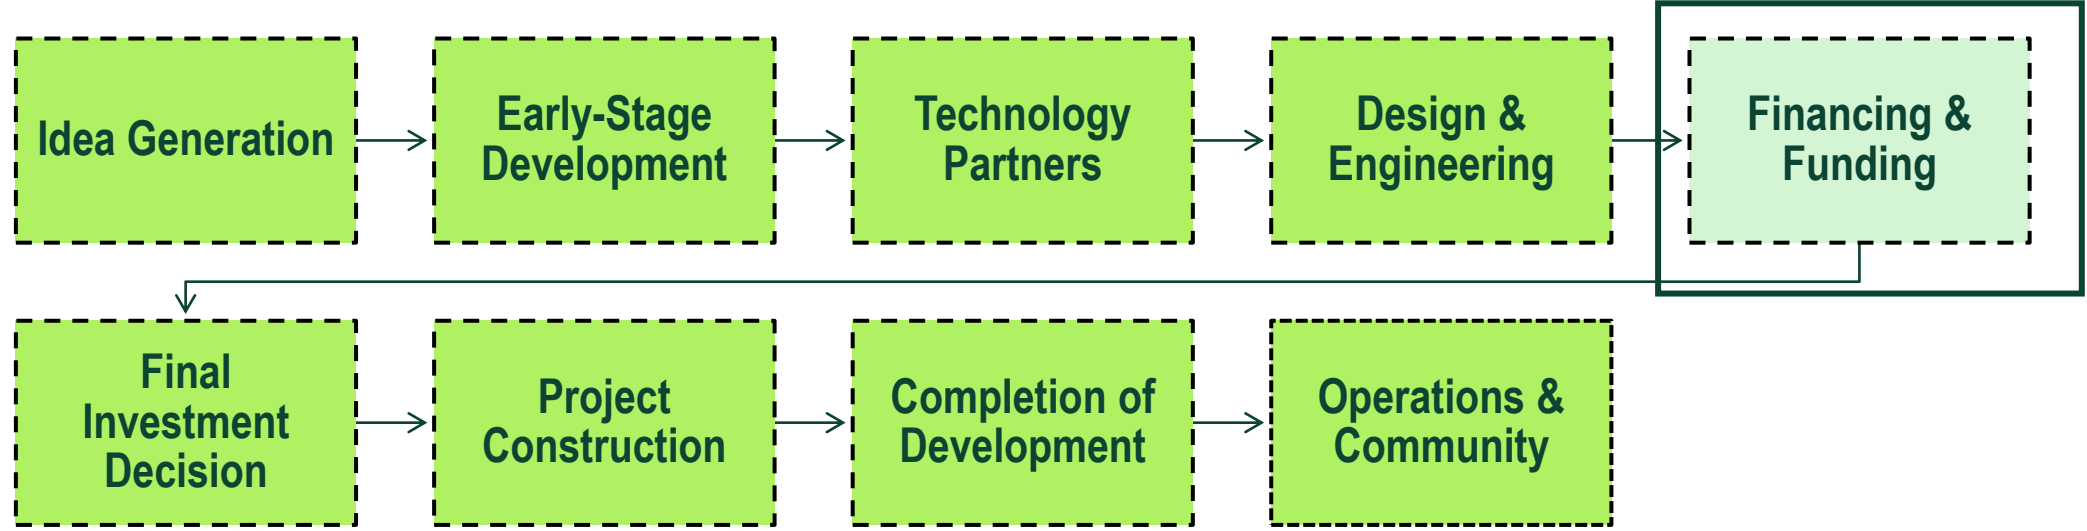 Idea Generation
Early-Stage
Development
Technology
Partners
Design &
Engineering
Financing &
Funding
Final
Investment
Decision
Project
Construction
Completion of
Development
Operations &
Community